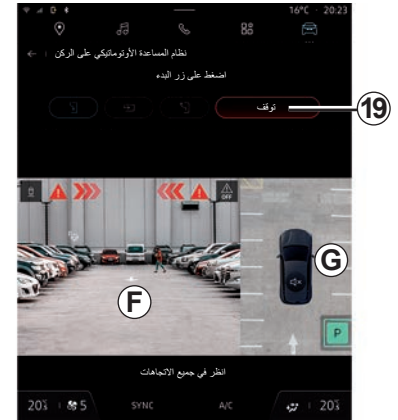 16°C · 20:23
نظام المساعدة الأوتوماتيكي على الركن
اضغط على زر البدء
توقف
19
OFF
F
G
P
انظر في جميع الاتجاهات
20 5 SYNC A/C 20